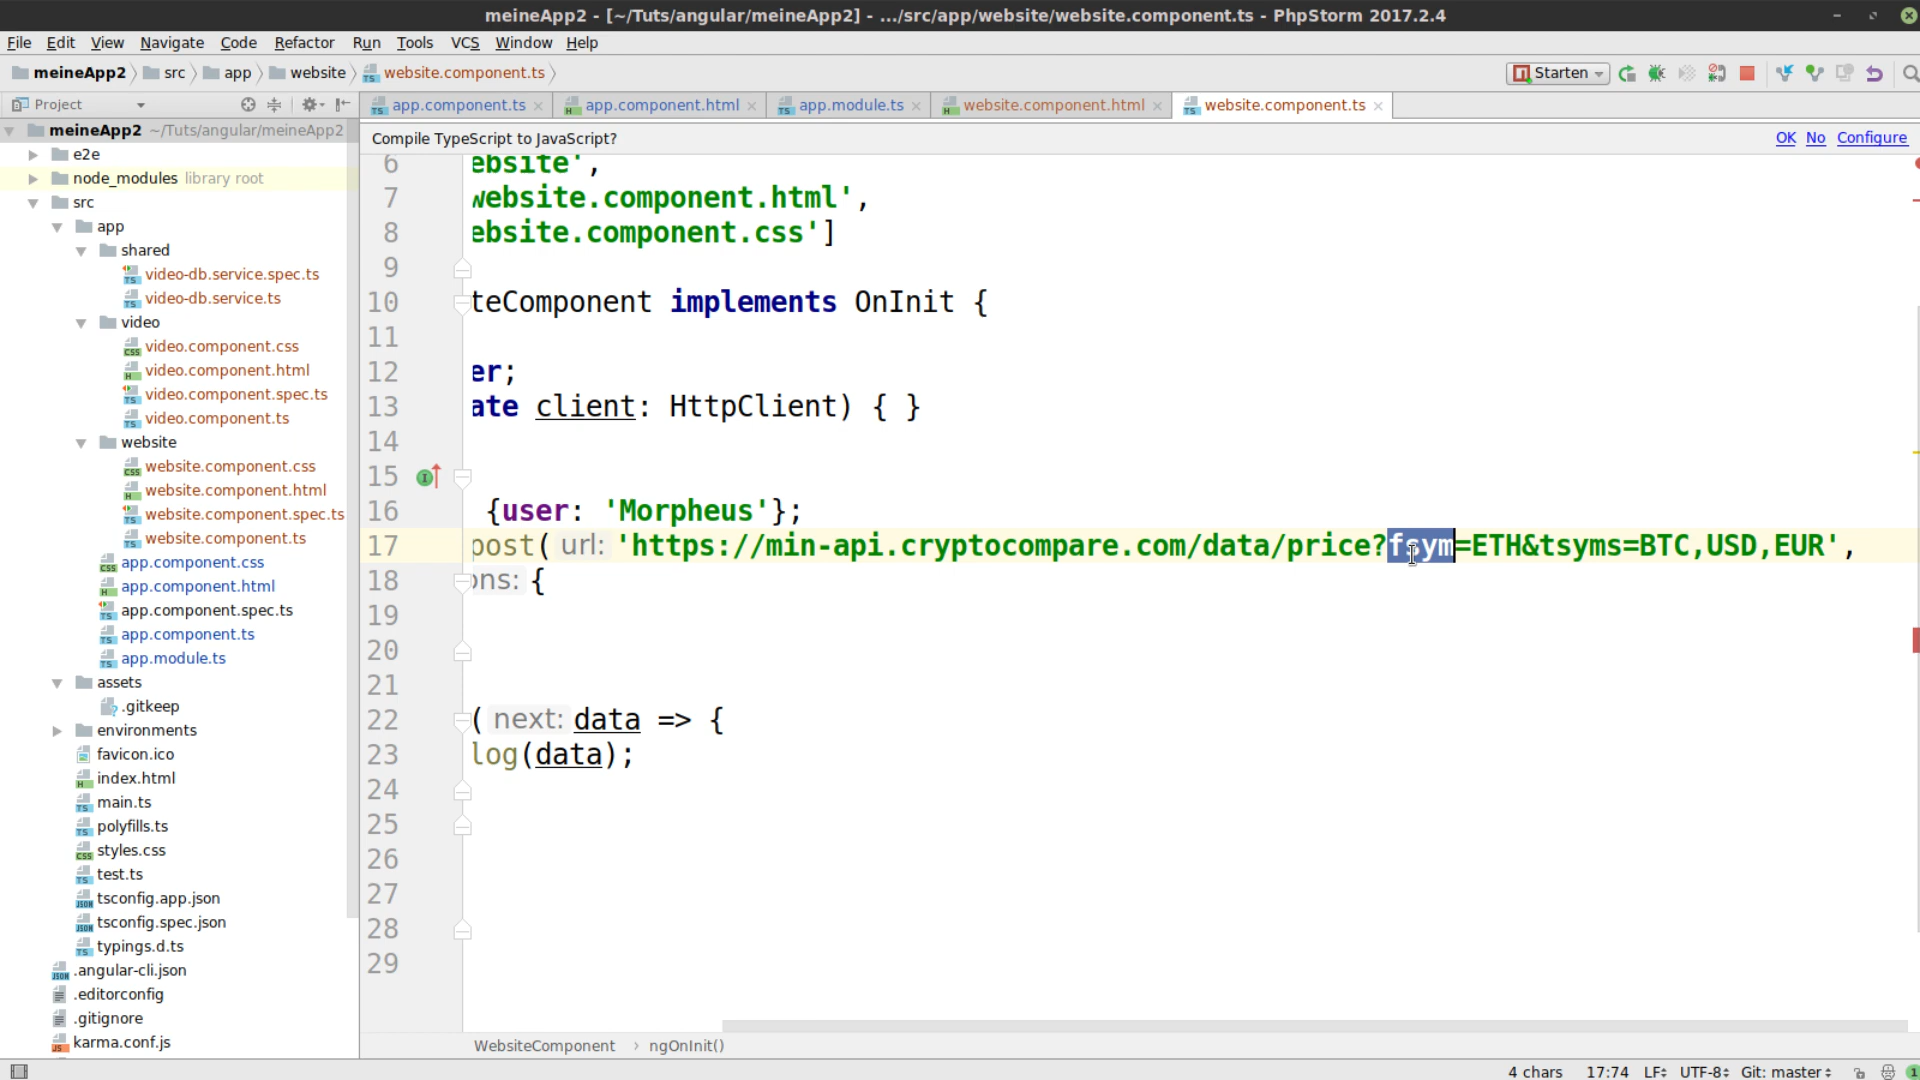 meineApp2 - [~/Tuts/angular/meineApp2] - .../src/app/website/website.component.ts - PhpStorm 2017.2.4
File Edit View Navigate Code Refactor Run Tools VCS Window Help
meineApp2 src app website website.component.ts Starten
Project app.component.ts app.component.html app.module.ts website.component.html website.component.ts
Compile TypeScript to JavaScript? OK No Configure
meineApp2 ~/Tuts/angular/meineApp2
e2e
node_modules library root
src
app
shared
video-db.service.spec.ts
video-db.service.ts
video
video.component.css
video.component.html
video.component.spec.ts
video.component.ts
website
website.component.css
website.component.html
website.component.spec.ts
website.component.ts
app.component.css
app.component.html
app.component.spec.ts
app.component.ts
app.module.ts
assets
.gitkeep
environments
favicon.ico
index.html
main.ts
polyfills.ts
styles.css
test.ts
tsconfig.app.json
tsconfig.spec.json
typings.d.ts
.angular-cli.json
.editorconfig
.gitignore
karma.conf.js
6 ebsite',
7 website.component.html',
8 ebsite.component.css']
9
10 teComponent implements OnInit {
11
12 er;
13 ate client: HttpClient) { }
14
15
16 {user: 'Morpheus'};
17 post( url: 'https://min-api.cryptocompare.com/data/price?fsym=ETH&tsyms=BTC,USD,EUR',
18 ons: {
19
20
21
22 ( next: data => {
23 log(data);
24
25
26
27
28
29
WebsiteComponent › ngOnInit()
4 chars 17:74 LF UTF-8 Git: master 1